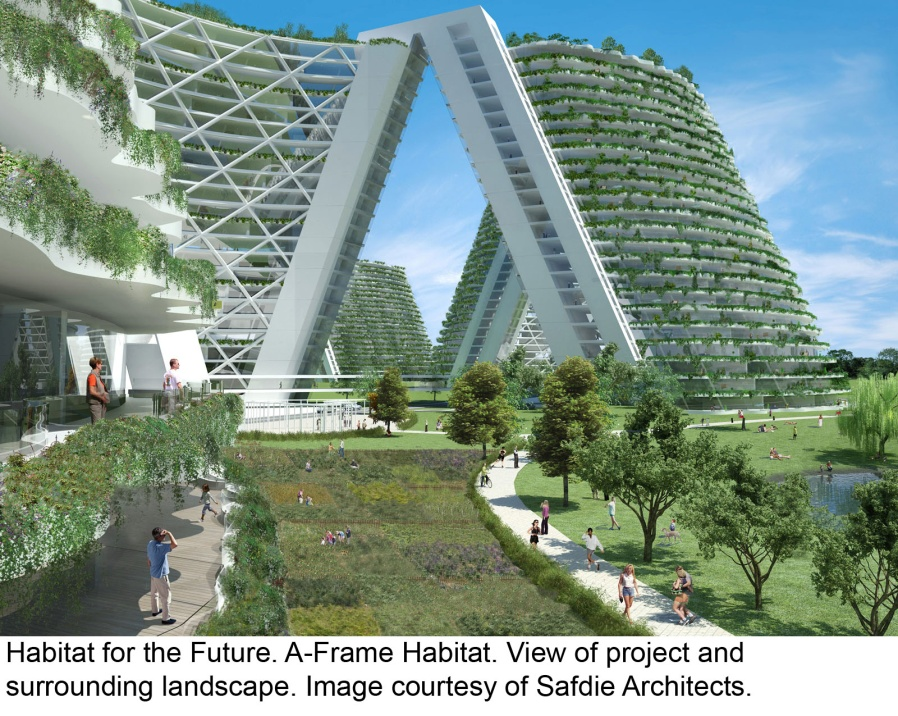 Habitat for the Future. A-Frame Habitat. View of project and
surrounding landscape. Image courtesy of Safdie Architects.